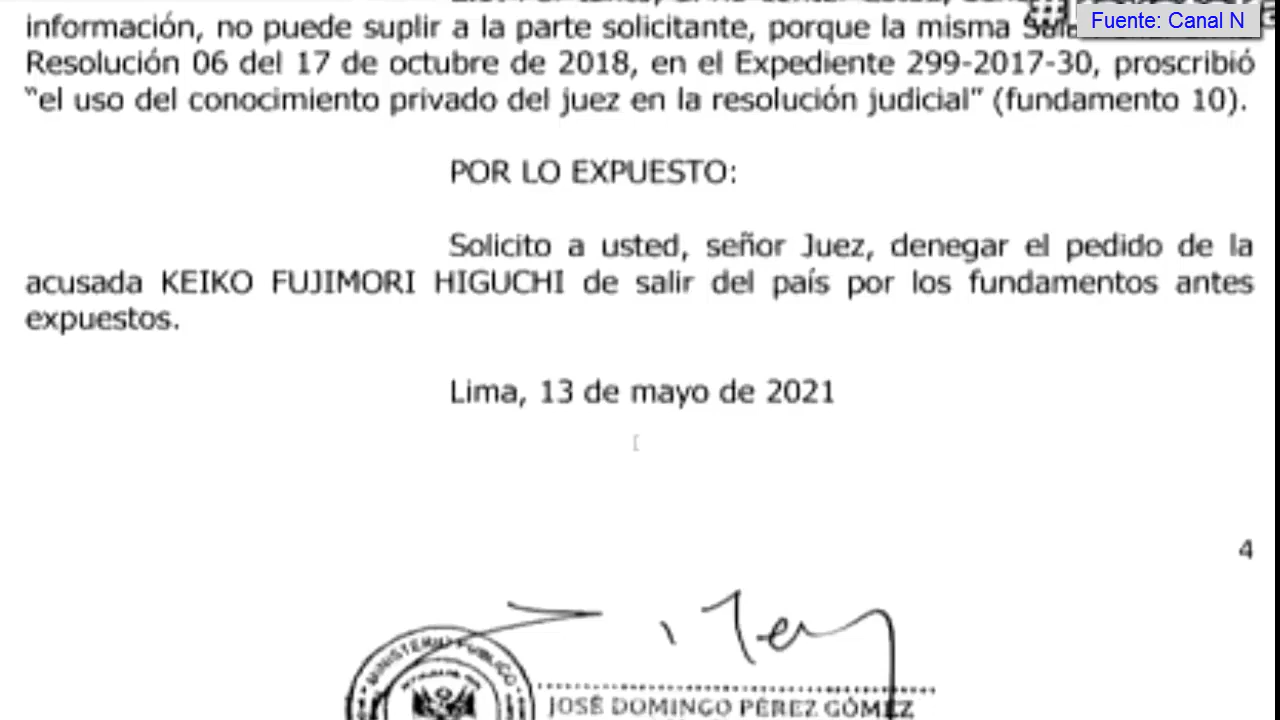 Fuente: Canal N
información, no puede suplir a la parte solicitante, porque la misma
Resolución 06 del 17 de octubre de 2018, en el Expediente 299-2017-30, proscribió
“el uso del conocimiento privado del juez en la resolución judicial” (fundamento 10).
POR LO EXPUESTO:
Solicito a usted, señor Juez, denegar el pedido de la
acusada KEIKO FUJIMORI HIGUCHI de salir del país por los fundamentos antes
expuestos.
Lima, 13 de mayo de 2021
4
MINISTERIO PUBLICO
JOSÉ DOMINGO PÉREZ GÓMEZ